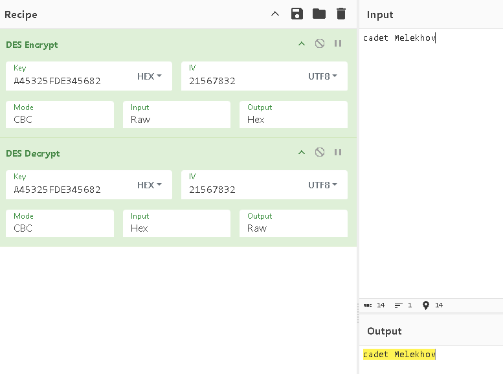 Recipe
DES Encrypt
Key
A45325FDE345682
HEX
IV
21567832
UTF8
Mode
CBC
Input
Raw
Output
Hex
DES Decrypt
Key
A45325FDE345682
HEX
IV
21567832
UTF8
Mode
CBC
Input
Hex
Output
Raw
Input
cadet Melekhov
14
1
14
Output
cadet Melekhov